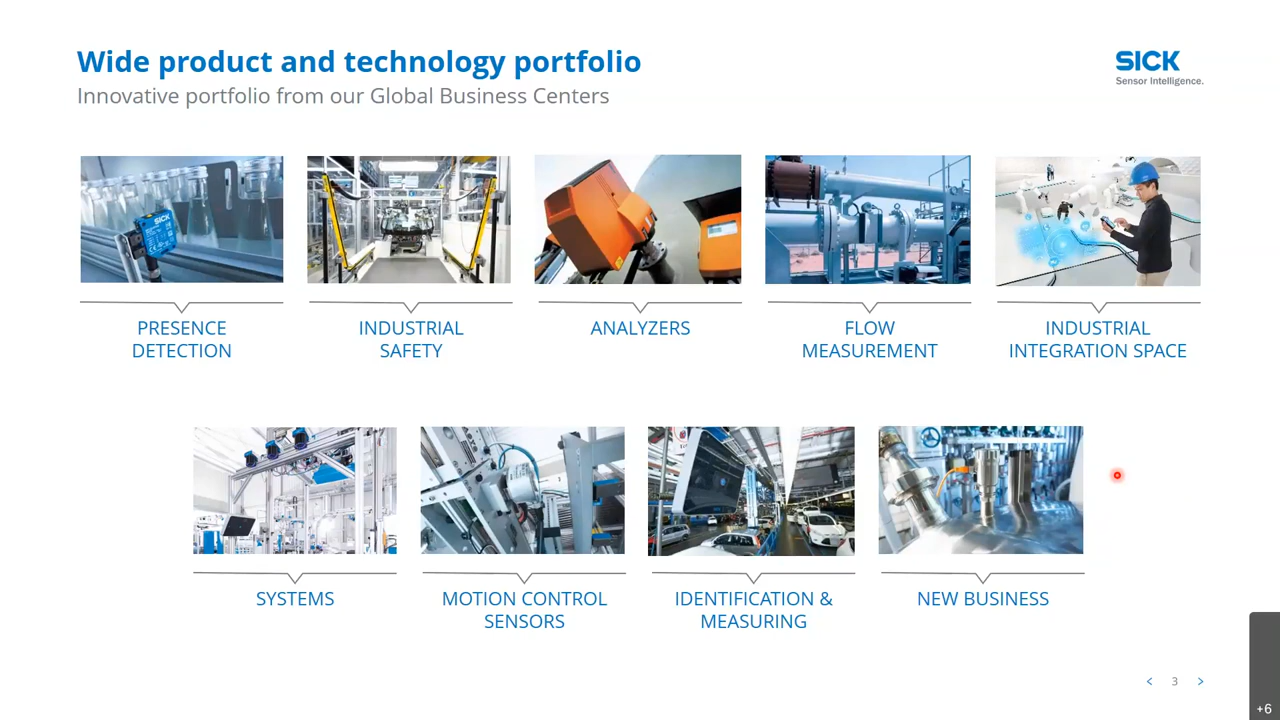 Wide product and technology portfolio
Innovative portfolio from our Global Business Centers
SICK
Sensor Intelligence.
SICK
PRESENCE
DETECTION
INDUSTRIAL
SAFETY
ANALYZERS
FLOW
MEASUREMENT
INDUSTRIAL
INTEGRATION SPACE
SYSTEMS
MOTION CONTROL
SENSORS
IDENTIFICATION &
MEASURING
NEW BUSINESS
< 3 >
+6